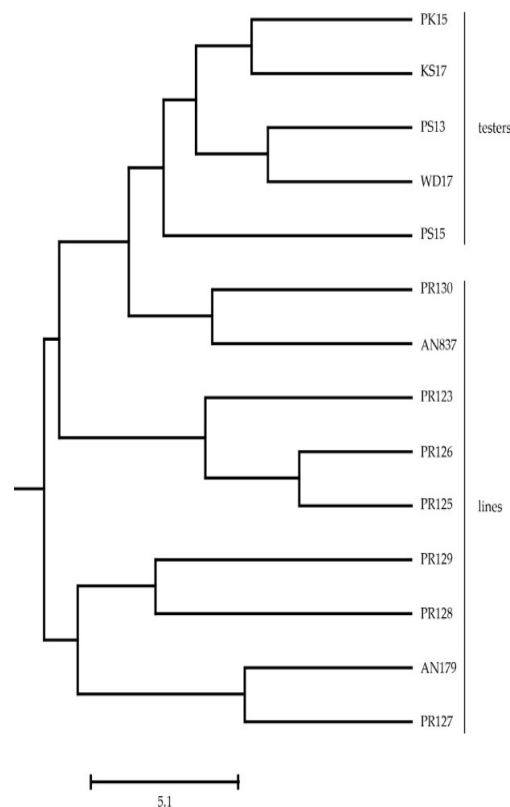 PK15
KS17
PS13
testers
WD17
PS15
PR130
AN837
PR123
PR126
PR125
lines
PR129
PR128
AN179
PR127
5.1